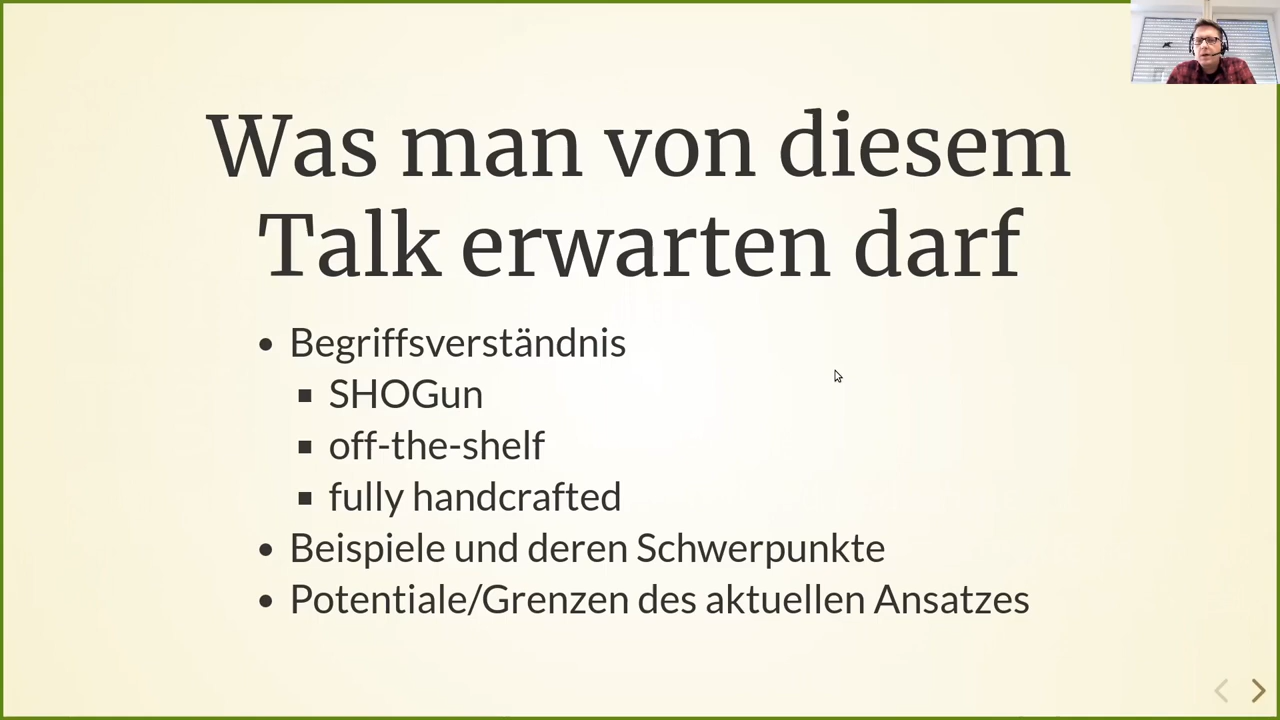 Was man von diesem
Talk erwarten darf
Begriffsverständnis
SHOGun
off-the-shelf
fully handcrafted
Beispiele und deren Schwerpunkte
Potentiale/Grenzen des aktuellen Ansatzes